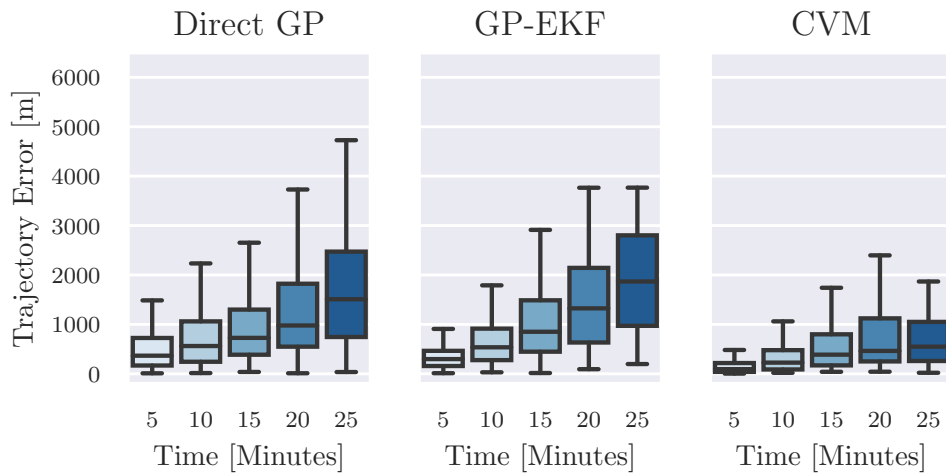 Direct GP GP-EKF CVM
Trajectory Error [m]
6000
5000
4000
3000
2000
1000
0
5 10 15 20 25 5 10 15 20 25 5 10 15 20 25
Time [Minutes] Time [Minutes] Time [Minutes]